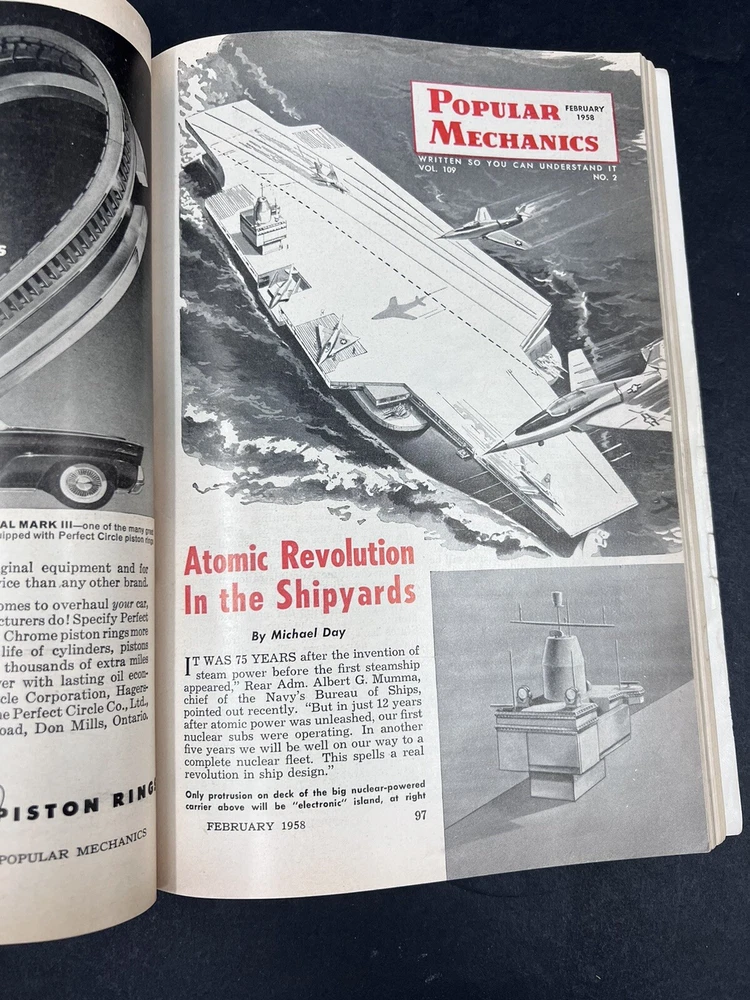 S
AL MARK III—one of the many great
uipped with Perfect Circle piston rings
ginal equipment and for
vice than any other brand.
omes to overhaul your car,
cturers do! Specify Perfect
Chrome piston rings more
life of cylinders, pistons
thousands of extra miles
ver with lasting oil econ-
cle Corporation, Hagers-
e Perfect Circle Co., Ltd.,
oad, Don Mills, Ontario.
PISTON RINGS
POPULAR MECHANICS
POPULAR MECHANICS
FEBRUARY 1958
WRITTEN SO YOU CAN UNDERSTAND IT
VOL. 109 NO. 2
Atomic Revolution
In the Shipyards
By Michael Day
IT WAS 75 YEARS after the invention of
steam power before the first steamship
appeared,” Rear Adm. Albert G. Mumma,
chief of the Navy’s Bureau of Ships,
pointed out recently. “But in just 12 years
after atomic power was unleashed, our first
nuclear subs were operating. In another
five years we will be well on our way to a
complete nuclear fleet. This spells a real
revolution in ship design.”
Only protrusion on deck of the big nuclear-powered
carrier above will be “electronic” island, at right
FEBRUARY 1958
97